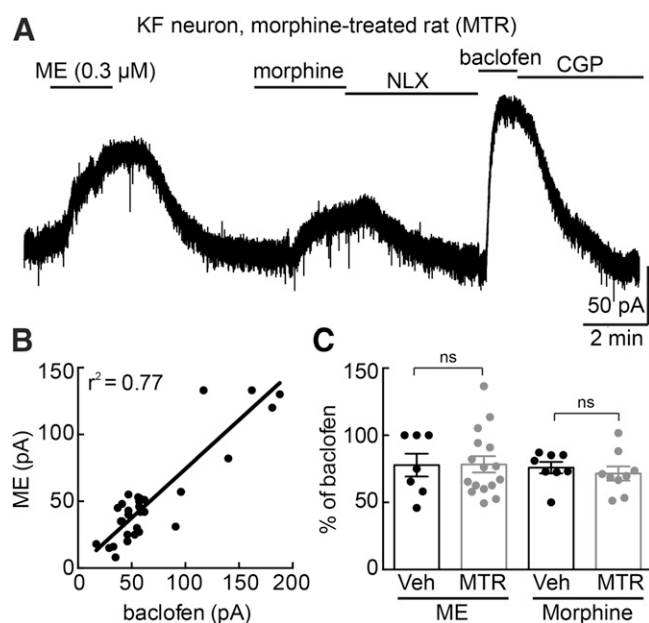 A
KF neuron, morphine-treated rat (MTR)
ME (0.3 µM)
morphine
NLX
baclofen
CGP
50 pA
2 min
B
r² = 0.77
ME (pA)
150
100
50
0
0 50 100 150 200
baclofen (pA)
C
ns
ns
% of baclofen
150
100
50
0
Veh MTR Veh MTR
ME Morphine